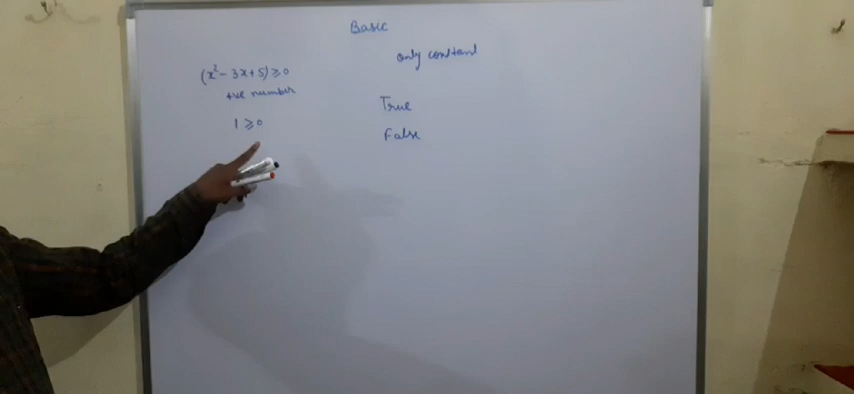 Basic
only constant
(x² - 3x + 5) ≥ 0
+ve number
True
1 ≥ 0
False